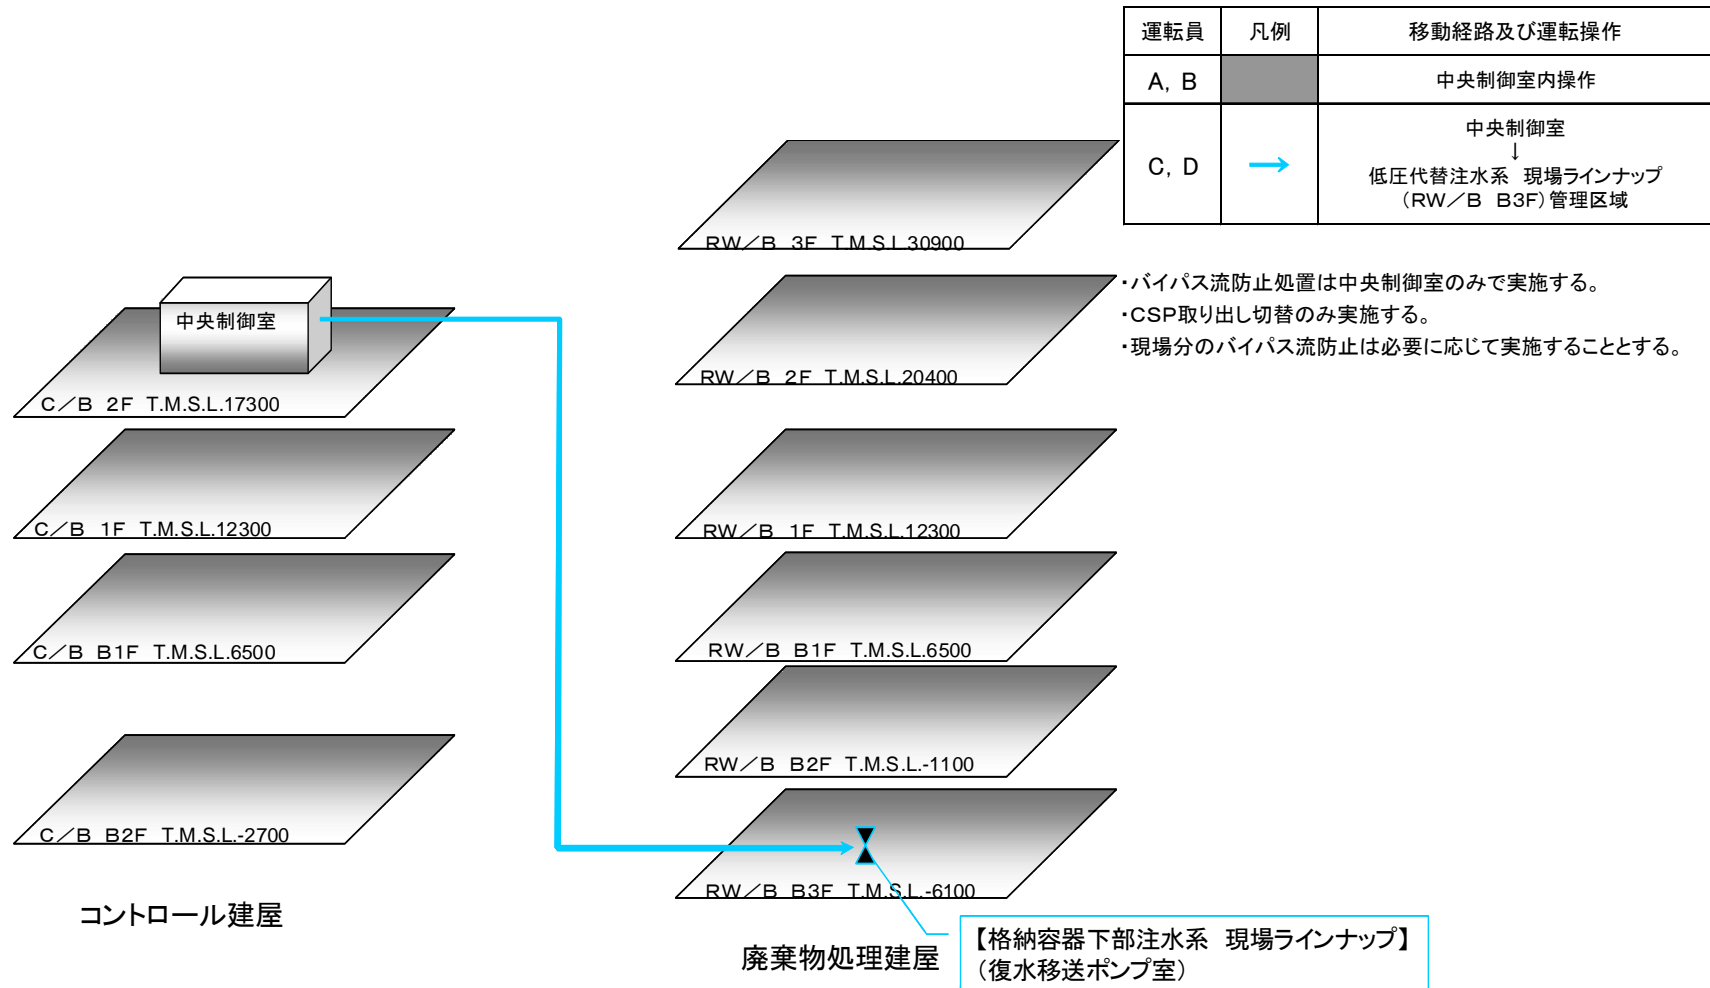 運転員 凡例 移動経路及び運転操作
A, B 中央制御室内操作
C, D → 中央制御室
↓
低圧代替注水系 現場ラインナップ
(RW/B B3F)管理区域
・バイパス流防止処置は中央制御室のみで実施する。
・CSP取り出し切替のみ実施する。
・現場分のバイパス流防止は必要に応じて実施することとする。
中央制御室
C/B 2F T.M.S.L.17300
C/B 1F T.M.S.L.12300
C/B B1F T.M.S.L.6500
C/B B2F T.M.S.L.-2700
コントロール建屋
RW/B 3F T.M.S.L.30900
RW/B 2F T.M.S.L.20400
RW/B 1F T.M.S.L.12300
RW/B B1F T.M.S.L.6500
RW/B B2F T.M.S.L.-1100
RW/B B3F T.M.S.L.-6100
廃棄物処理建屋
【格納容器下部注水系 現場ラインナップ】
(復水移送ポンプ室)